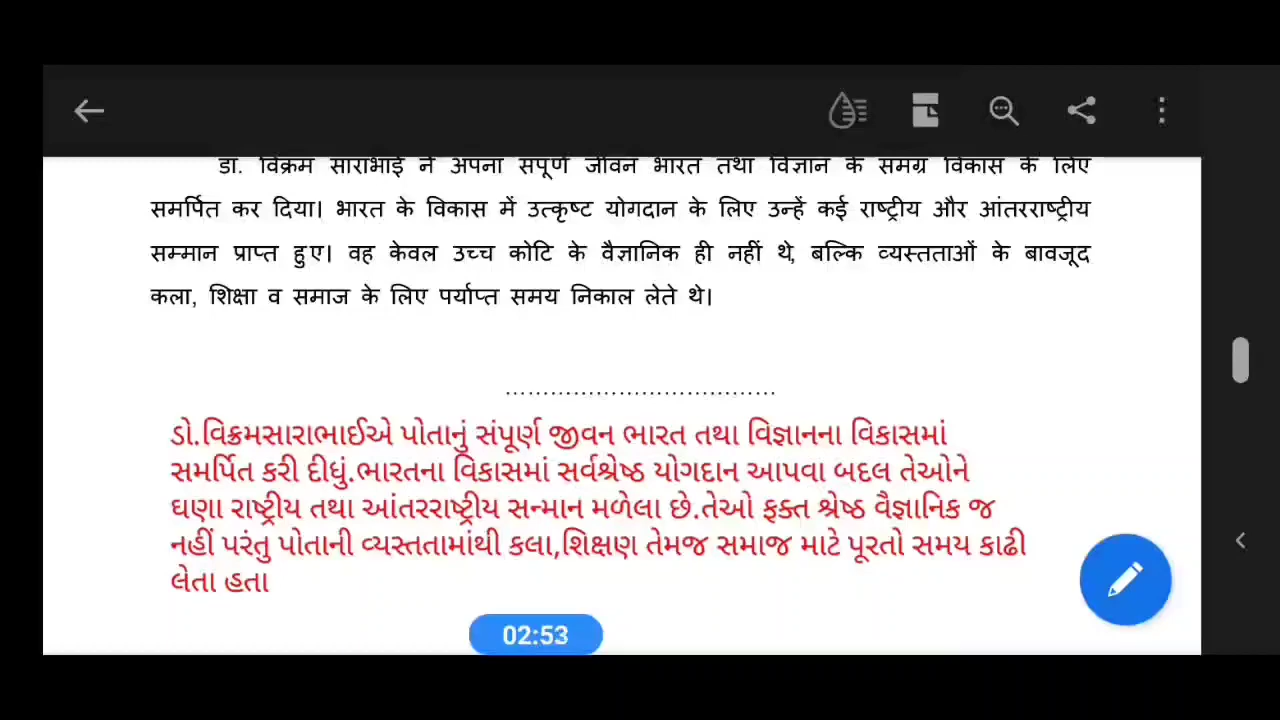 डा. विक्रम साराभाई ने अपना संपूर्ण जीवन भारत तथा विज्ञान के समग्र विकास के लिए
समर्पित कर दिया। भारत के विकास में उत्कृष्ट योगदान के लिए उन्हें कई राष्ट्रीय और आंतरराष्ट्रीय
सम्मान प्राप्त हुए। वह केवल उच्च कोटि के वैज्ञानिक ही नहीं थे, बल्कि व्यस्तताओं के बावजूद
कला, शिक्षा व समाज के लिए पर्याप्त समय निकाल लेते थे।
..................................
ડો.વિક્રમસારાભાઈએ પોતાનું સંપૂર્ણ જીવન ભારત તથા વિજ્ઞાનના વિકાસમાં
સમર્પિત કરી દીધું.ભારતના વિકાસમાં સર્વશ્રેષ્ઠ યોગદાન આપવા બદલ તેઓને
ઘણા રાષ્ટ્રીય તથા આંતરરાષ્ટ્રીય સન્માન મળેલા છે.તેઓ ફક્ત શ્રેષ્ઠ વૈજ્ઞાનિક જ
નહીં પરંતુ પોતાની વ્યસ્તતામાંથી કલા,શિક્ષણ તેમજ સમાજ માટે પૂરતો સમય કાઢી
લેતા હતા
02:53